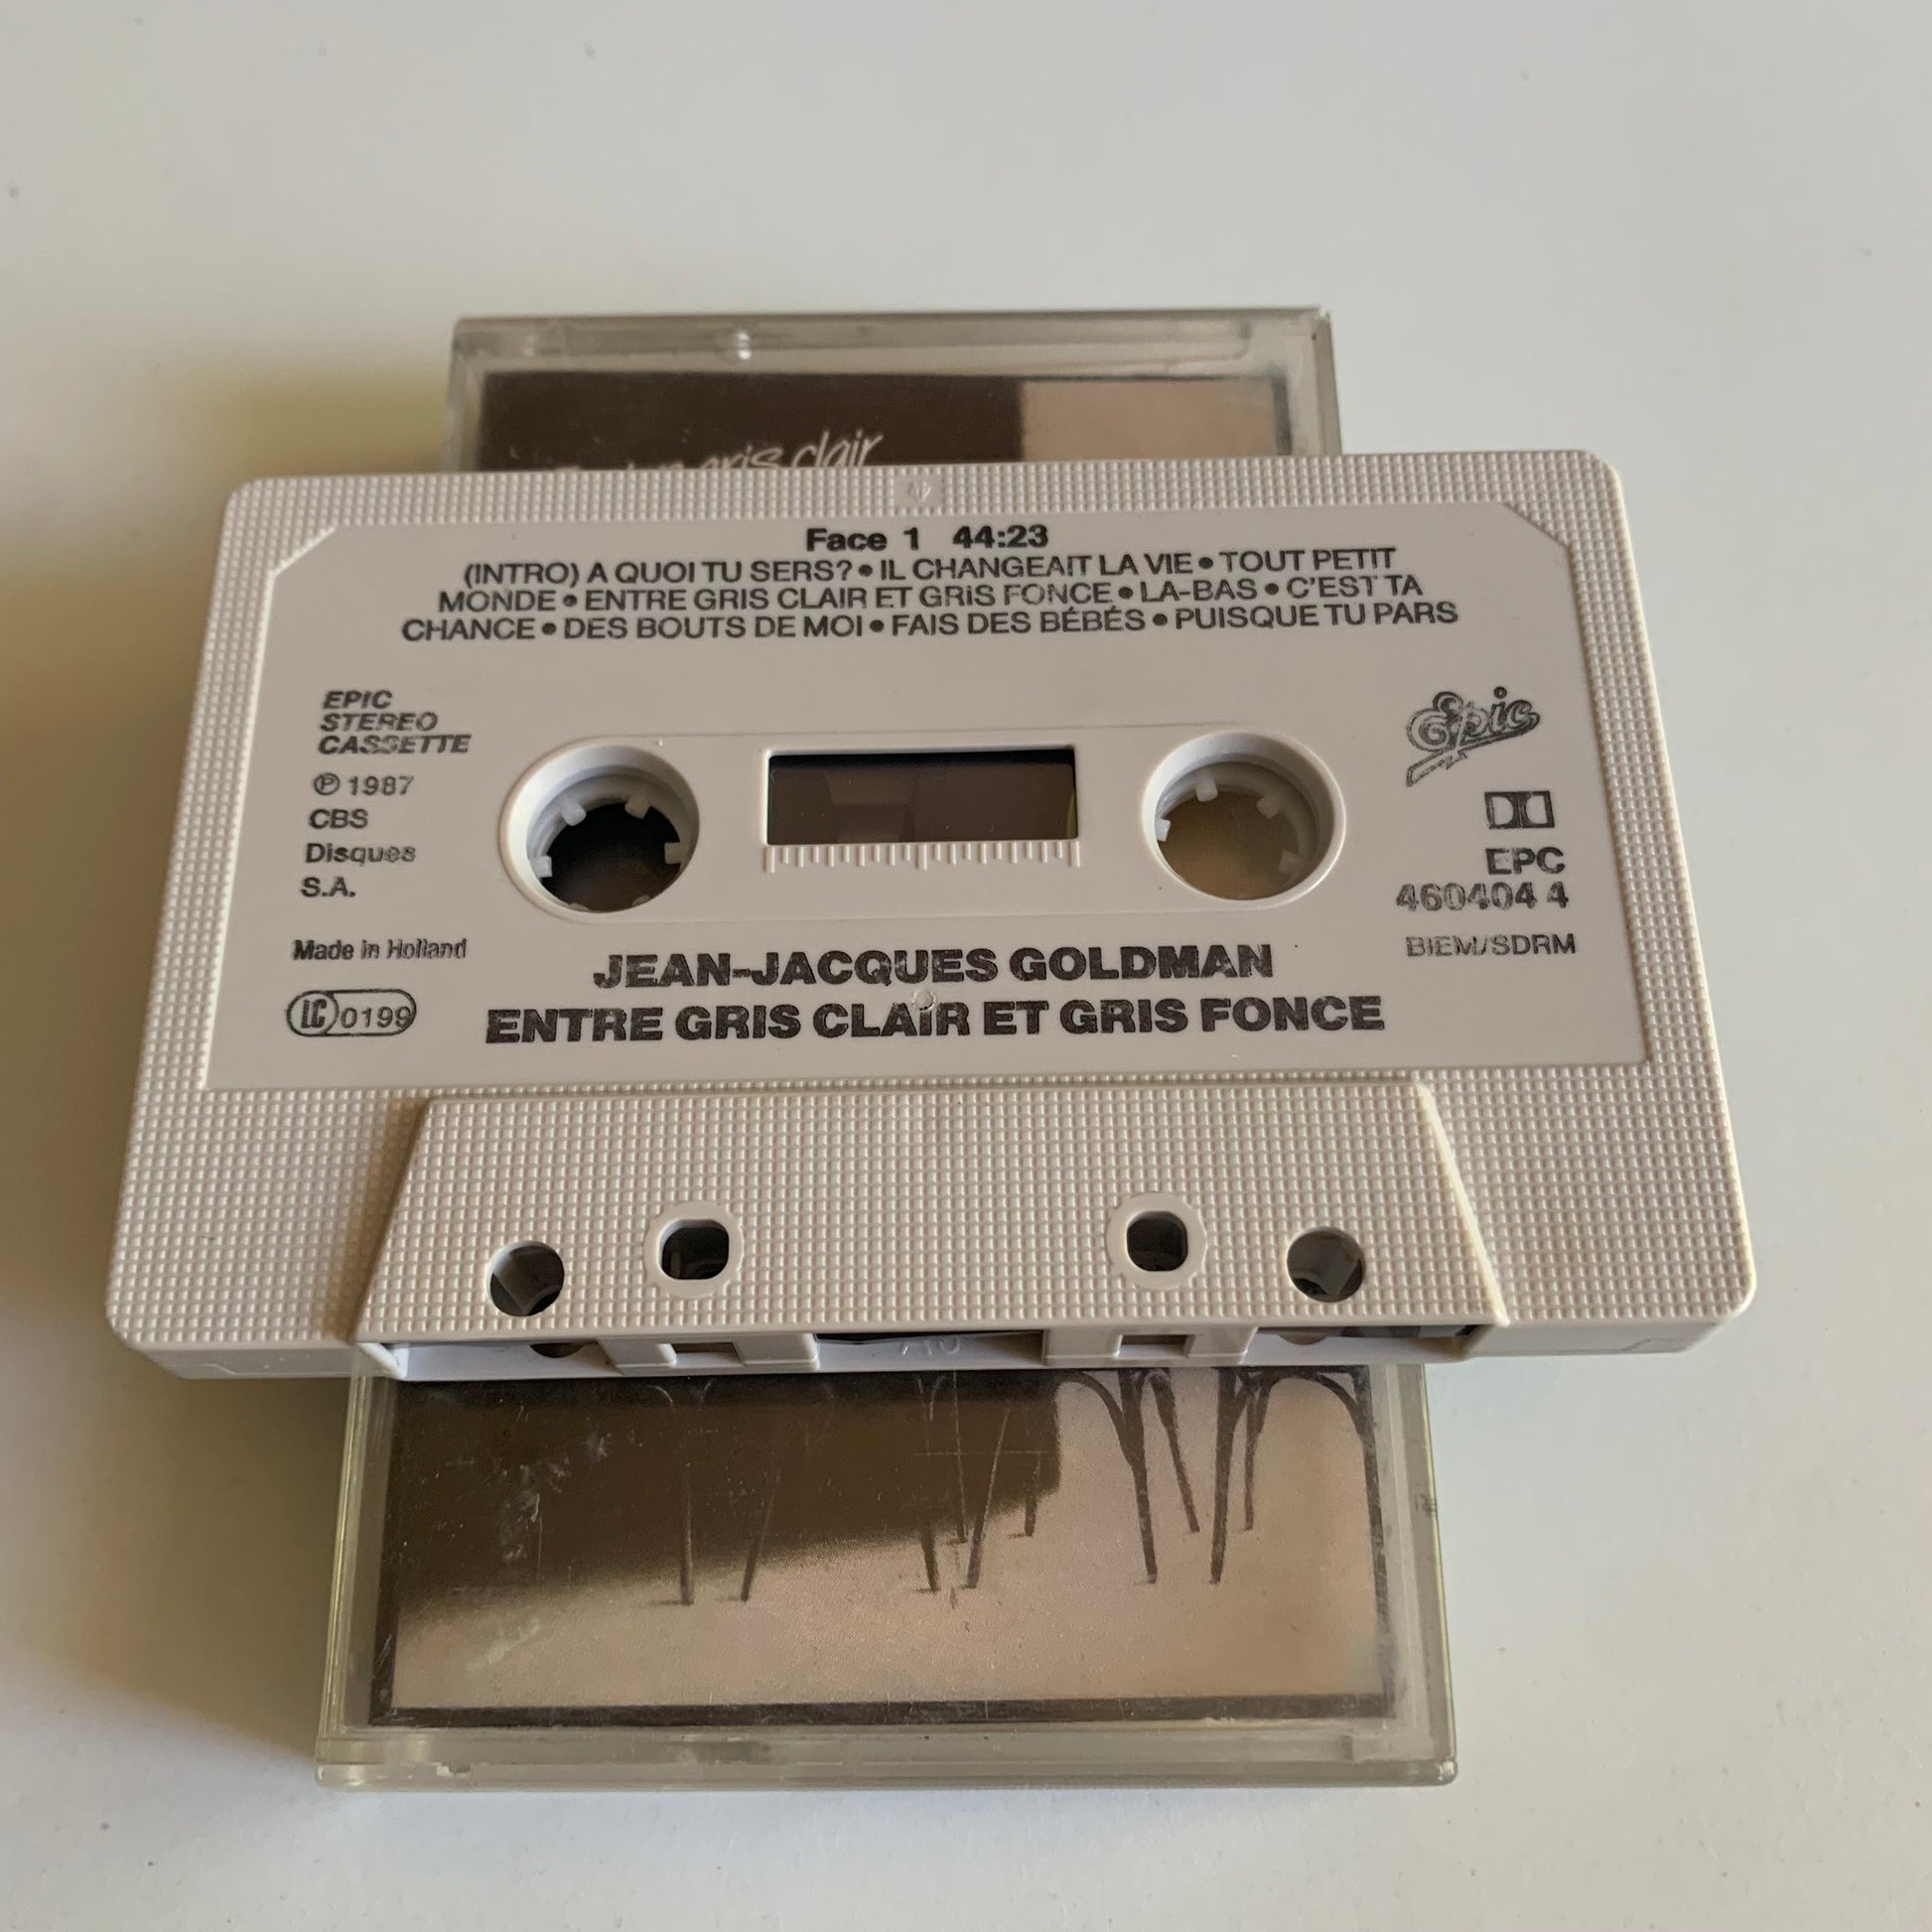 gris clair
Face 1 44:23
(INTRO) A QUOI TU SERS? • IL CHANGEAIT LA VIE • TOUT PETIT
MONDE • ENTRE GRIS CLAIR ET GRIS FONCE • LA-BAS • C'EST TA
CHANCE • DES BOUTS DE MOI • FAIS DES BÉBÉS • PUISQUE TU PARS
EPIC
STEREO
CASSETTE
℗ 1987
CBS
Disques
S.A.
Made in Holland
LC 0199
Epic
EPC
460404 4
BIEM/SDRM
JEAN-JACQUES GOLDMAN
ENTRE GRIS CLAIR ET GRIS FONCE